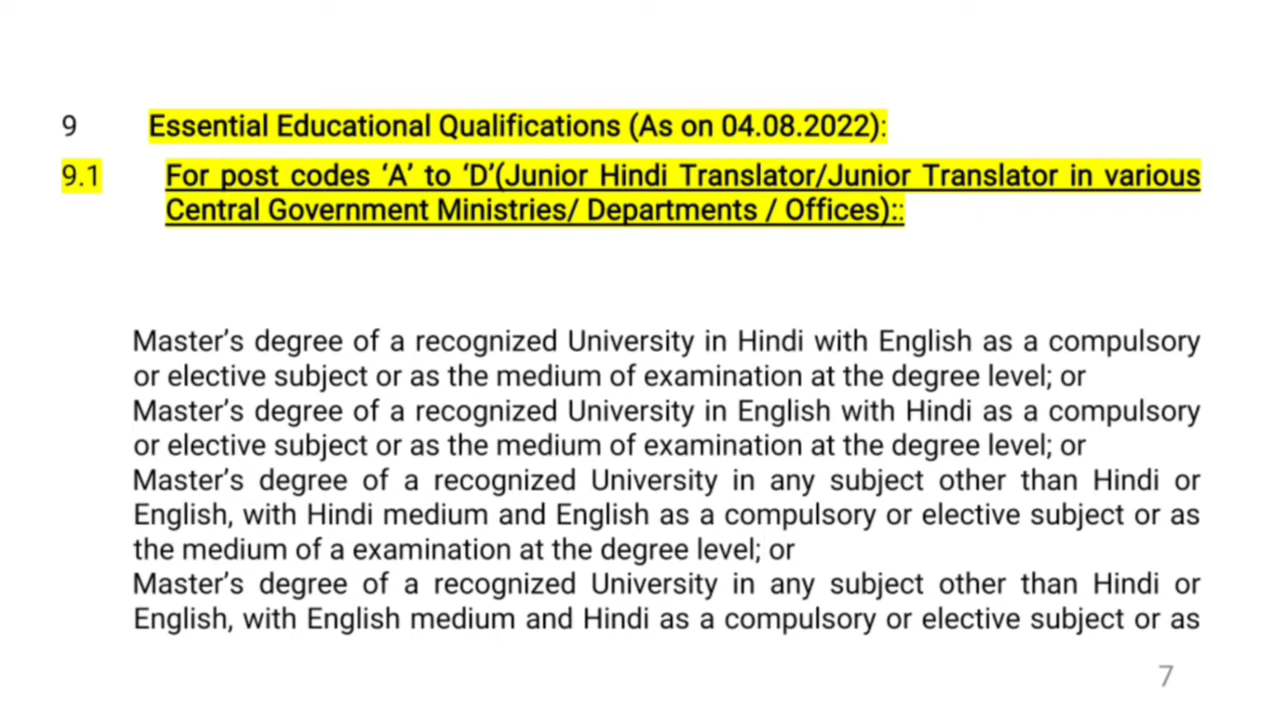 9 Essential Educational Qualifications (As on 04.08.2022):
9.1 For post codes ‘A’ to ‘D’(Junior Hindi Translator/Junior Translator in various
Central Government Ministries/ Departments / Offices)::
Master’s degree of a recognized University in Hindi with English as a compulsory
or elective subject or as the medium of examination at the degree level; or
Master’s degree of a recognized University in English with Hindi as a compulsory
or elective subject or as the medium of examination at the degree level; or
Master’s degree of a recognized University in any subject other than Hindi or
English, with Hindi medium and English as a compulsory or elective subject or as
the medium of a examination at the degree level; or
Master’s degree of a recognized University in any subject other than Hindi or
English, with English medium and Hindi as a compulsory or elective subject or as
7